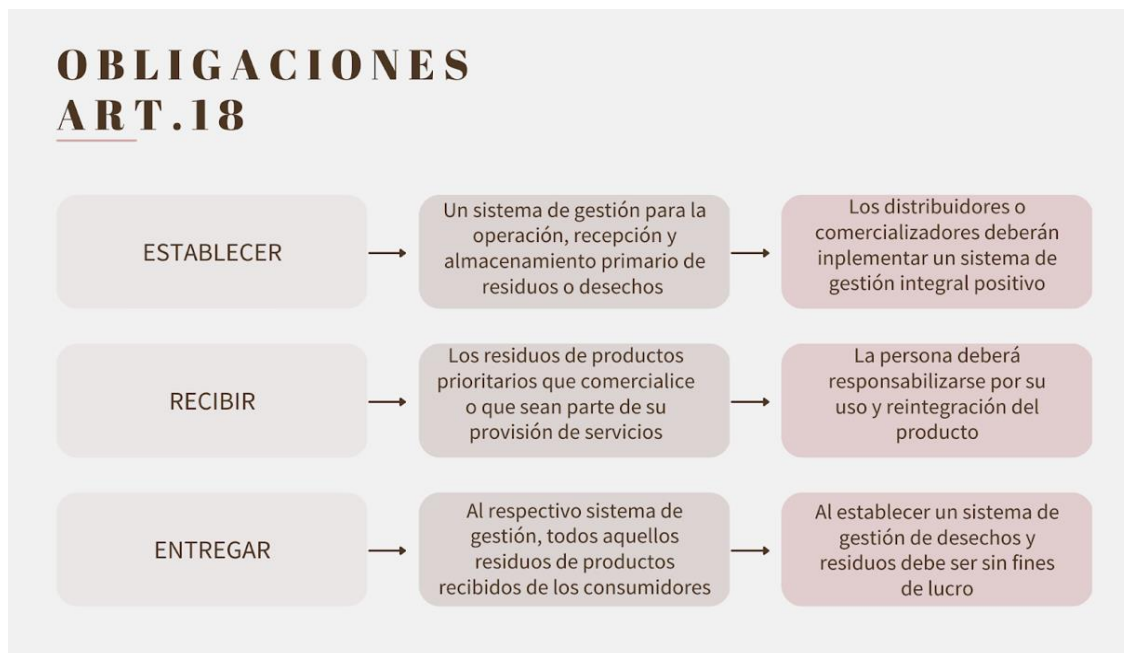 OBLIGACIONES
ART.18
ESTABLECER
Un sistema de gestión para la
operación, recepción y
almacenamiento primario de
residuos o desechos
Los distribuidores o
comercializadores deberán
inplementar un sistema de
gestión integral positivo
RECIBIR
Los residuos de productos
prioritarios que comercialice
o que sean parte de su
provisión de servicios
La persona deberá
responsabilizarse por su
uso y reintegración del
producto
ENTREGAR
Al respectivo sistema de
gestión, todos aquellos
residuos de productos
recibidos de los consumidores
Al establecer un sistema de
gestión de desechos y
residuos debe ser sin fines
de lucro